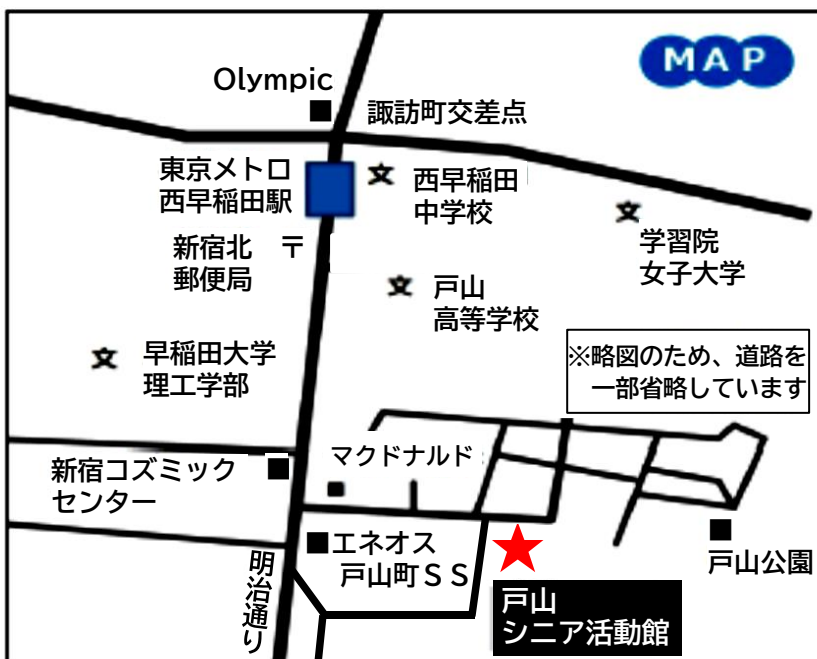 MAP
Olympic
諏訪町交差点
東京メトロ
西早稲田駅
西早稲田
中学校
学習院
女子大学
新宿北 〒
郵便局
戸山
高等学校
早稲田大学
理工学部
※略図のため、道路を
一部省略しています
マクドナルド
新宿コズミック
センター
エネオス
戸山町SS
戸山公園
明治通り
戸山
シニア活動館